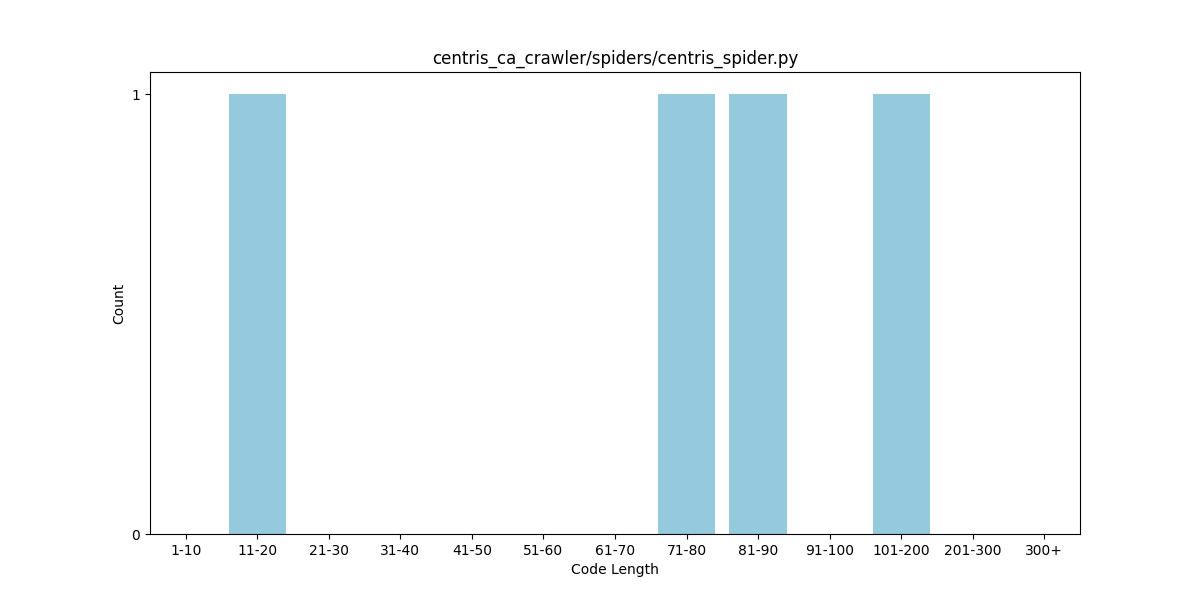 centris_ca_crawler/spiders/centris_spider.py
Count
1
0
1-10 11-20 21-30 31-40 41-50 51-60 61-70 71-80 81-90 91-100 101-200 201-300 300+
Code Length